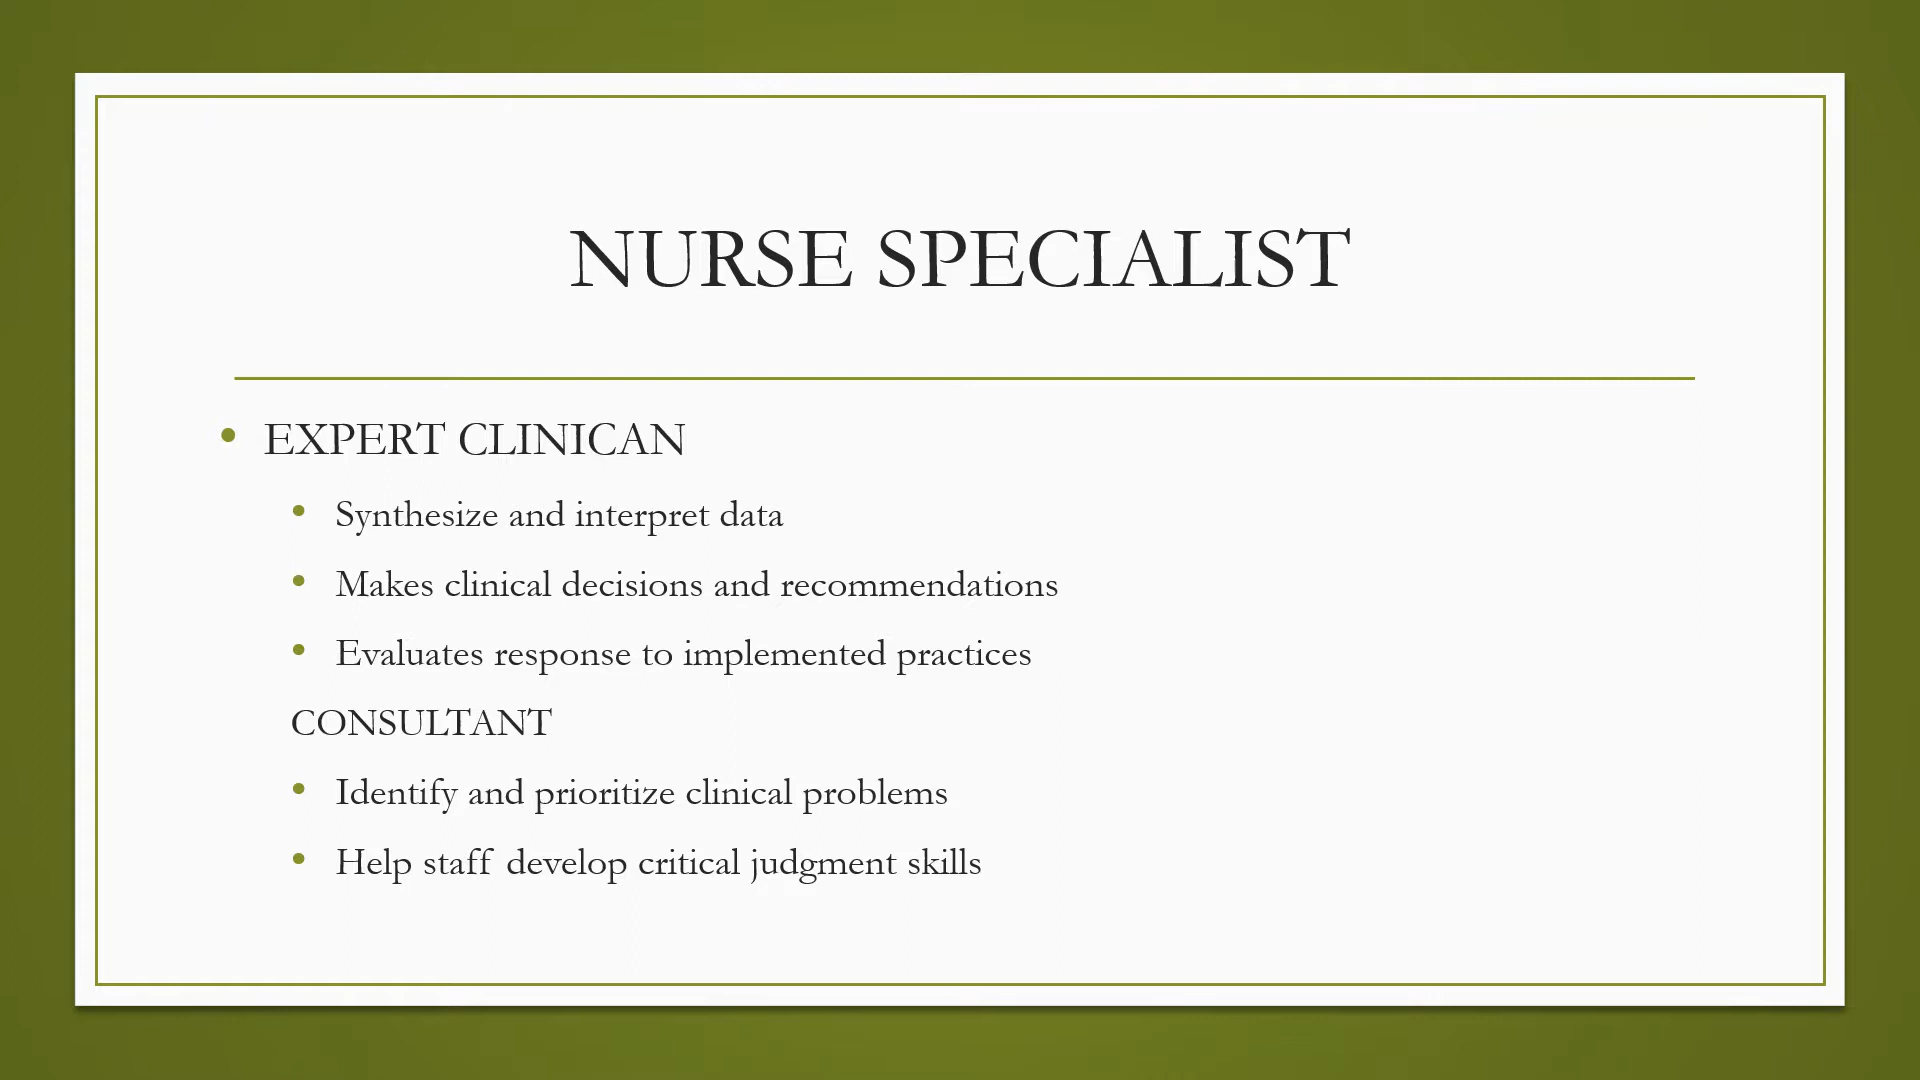 NURSE SPECIALIST
• EXPERT CLINICAN
• Synthesize and interpret data
• Makes clinical decisions and recommendations
• Evaluates response to implemented practices
CONSULTANT
• Identify and prioritize clinical problems
• Help staff develop critical judgment skills